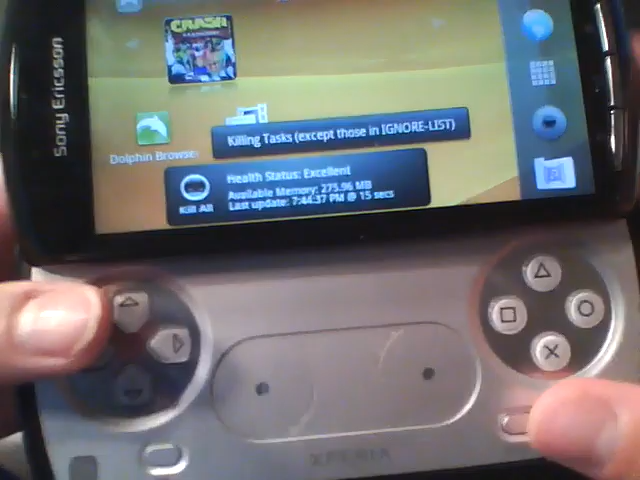 Sony Ericsson
CRASH
Dolphin Browse
Killing Tasks (except those in IGNORE-LIST)
Kill All
Health Status: Excellent
Available Memory: 275.96 MB
Last update: 7:44:37 PM @ 15 secs
XPERIA